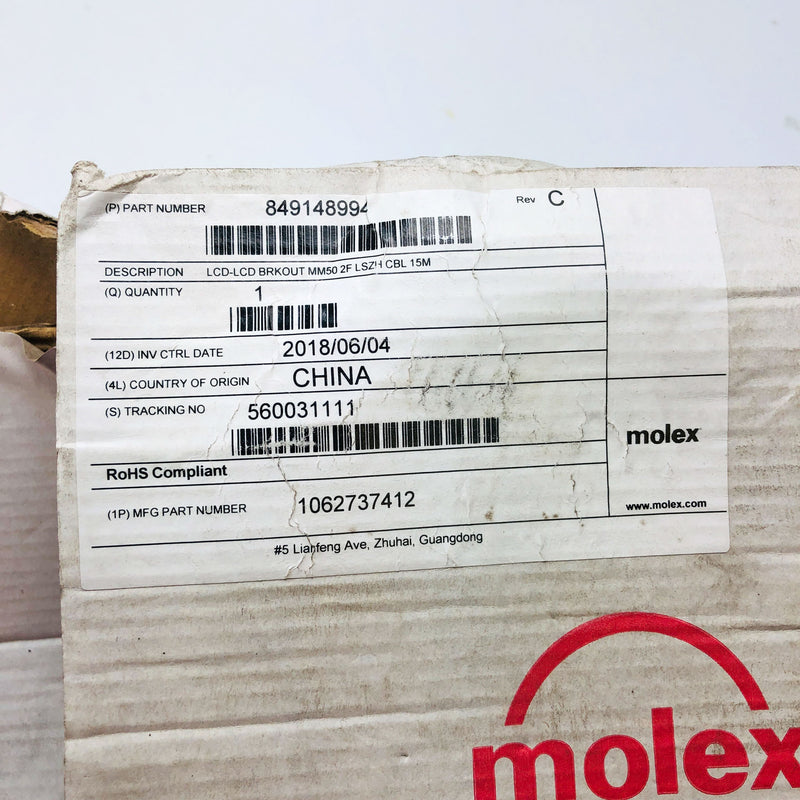 (P) PART NUMBER 849148994 Rev C
DESCRIPTION LCD-LCD BRKOUT MM50 2F LSZH CBL 15M
(Q) QUANTITY 1
(12D) INV CTRL DATE 2018/06/04
(4L) COUNTRY OF ORIGIN CHINA
(S) TRACKING NO 560031111
molex
RoHS Compliant
(1P) MFG PART NUMBER 1062737412
www.molex.com
#5 Lianfeng Ave, Zhuhai, Guangdong
molex